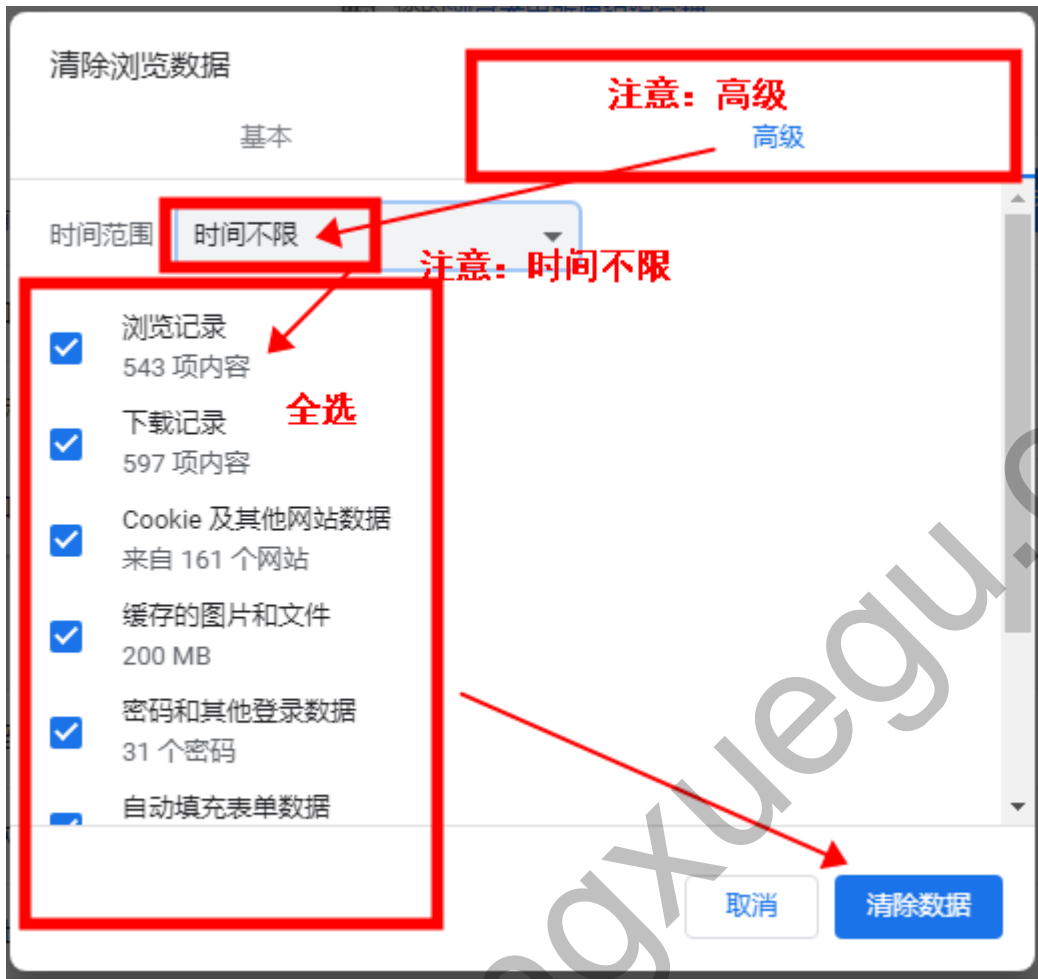 清除浏览数据
注意：高级
基本
高级
时间范围
时间不限
注意：时间不限
浏览记录
543 项内容
全选
下载记录
597 项内容
Cookie 及其他网站数据
来自 161 个网站
缓存的图片和文件
200 MB
密码和其他登录数据
31 个密码
自动填充表单数据
取消
清除数据
ngxuegu.